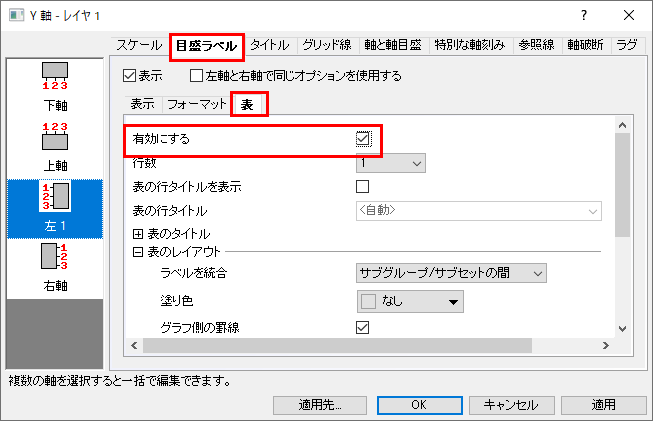 Y 軸 - レイヤ 1
?
スケール 目盛ラベル タイトル グリッド線 軸と軸目盛 特別な軸刻み 参照線 軸破断 ラグ
表示 左軸と右軸で同じオプションを使用する
表示 フォーマット 表
123
下軸
123
上軸
1
2
3
左 1
1
2
3
右軸
有効にする
行数 1
表の行タイトルを表示
表の行タイトル <自動>
表のタイトル
表のレイアウト
ラベルを統合 サブグループ/サブセットの間
塗り色 なし
グラフ側の罫線
複数の軸を選択すると一括で編集できます。
適用先... OK キャンセル 適用